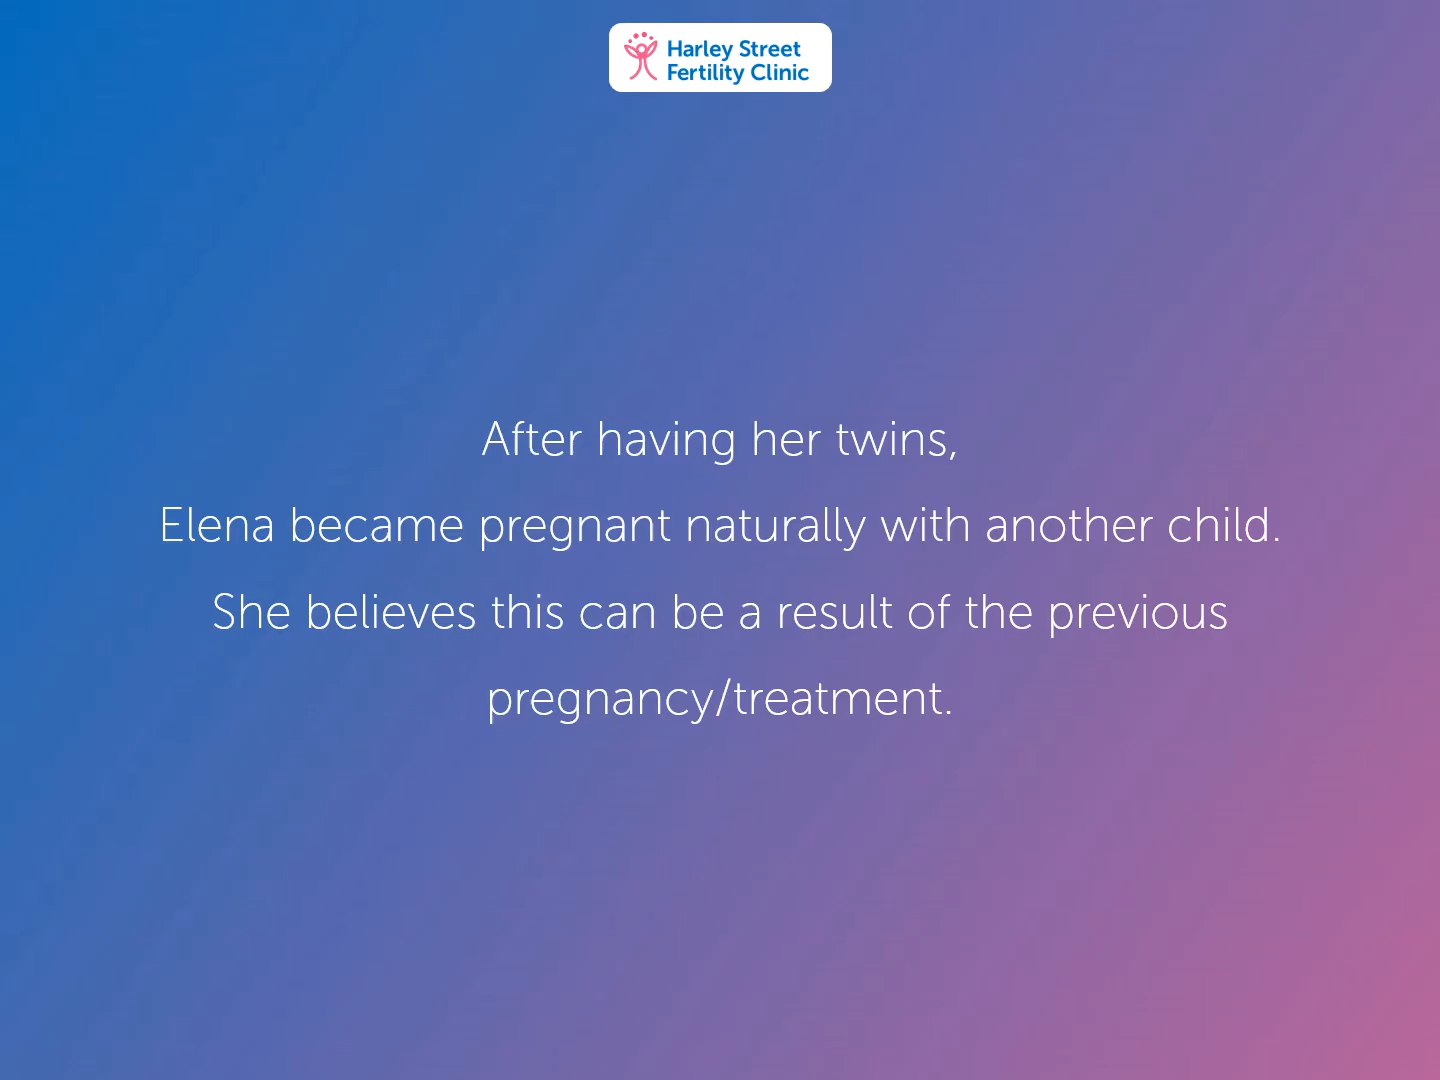 Harley Street
Fertility Clinic
After having her twins,
Elena became pregnant naturally with another child.
She believes this can be a result of the previous
pregnancy/treatment.